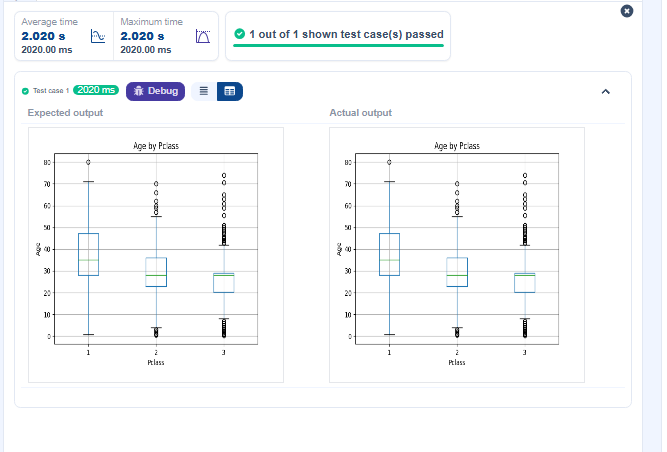 Average time
2.020 s
2020.00 ms
Maximum time
2.020 s
2020.00 ms
1 out of 1 shown test case(s) passed
Test case 1 2020 ms Debug
Expected output
Age by Pclass
80
70
60
50
40
30
20
10
0
Age
1 2 3
Pclass
Actual output
Age by Pclass
80
70
60
50
40
30
20
10
0
Age
1 2 3
Pclass